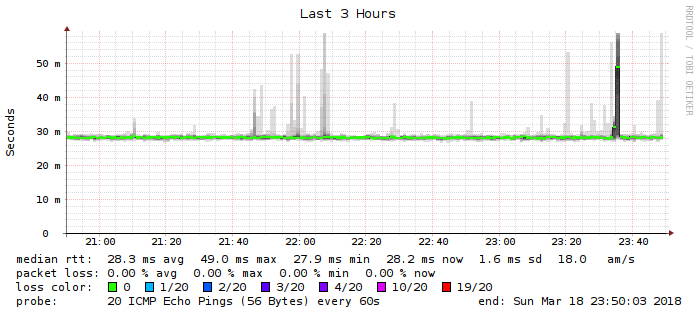 Last 3 Hours
RRDTOOL / TOBI OETIKER
Seconds
50 m
40 m
30 m
20 m
10 m
0
21:00 21:20 21:40 22:00 22:20 22:40 23:00 23:20 23:40
median rtt: 28.3 ms avg 49.0 ms max 27.9 ms min 28.2 ms now 1.6 ms sd 18.0 am/s
packet loss: 0.00 % avg 0.00 % max 0.00 % min 0.00 % now
loss color: 0 1/20 2/20 3/20 4/20 10/20 19/20
probe: 20 ICMP Echo Pings (56 Bytes) every 60s end: Sun Mar 18 23:50:03 2018